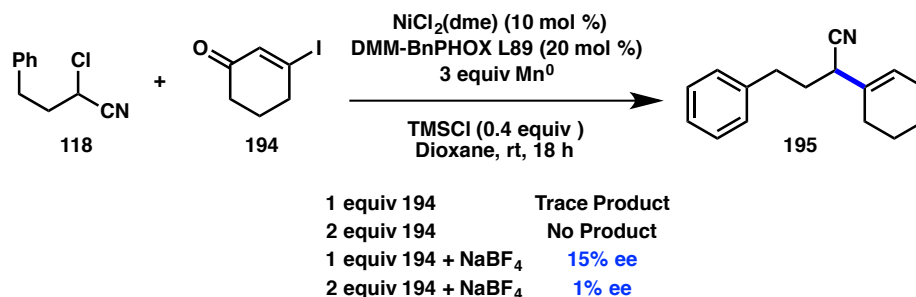 NiCl2(dme) (10 mol %)
DMM-BnPHOX L89 (20 mol %)
3 equiv Mn0
TMSCl (0.4 equiv )
Dioxane, rt, 18 h
Ph
Cl
CN
118
+
O
I
194
CN
195
1 equiv 194 Trace Product
2 equiv 194 No Product
1 equiv 194 + NaBF4 15% ee
2 equiv 194 + NaBF4 1% ee